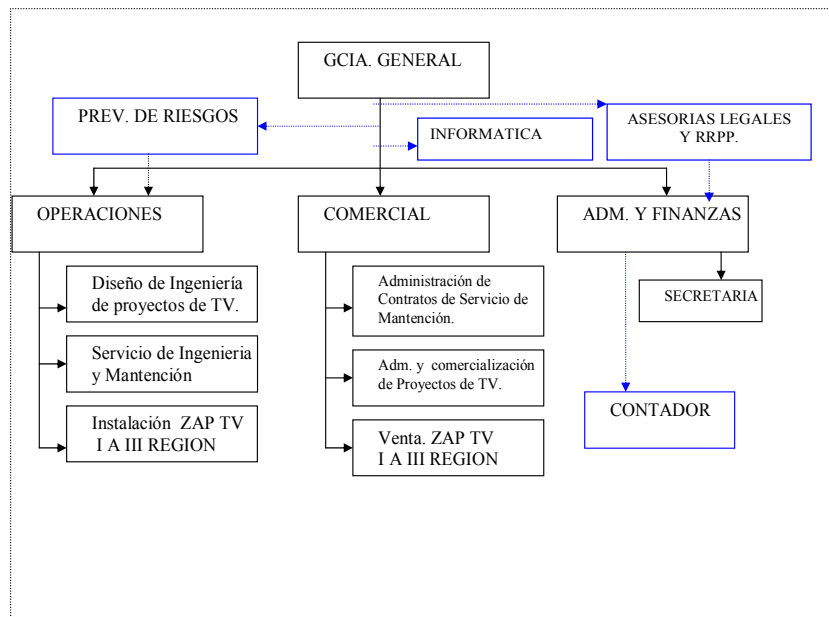 GCIA. GENERAL
PREV. DE RIESGOS
INFORMATICA
ASESORIAS LEGALES
Y RRPP.
OPERACIONES
COMERCIAL
ADM. Y FINANZAS
Diseño de Ingeniería
de proyectos de TV.
Servicio de Ingenieria
y Mantención
Instalación ZAP TV
I A III REGION
Administración de
Contratos de Servicio de
Mantención.
Adm. y comercialización
de Proyectos de TV.
Venta. ZAP TV
I A III REGION
SECRETARIA
CONTADOR